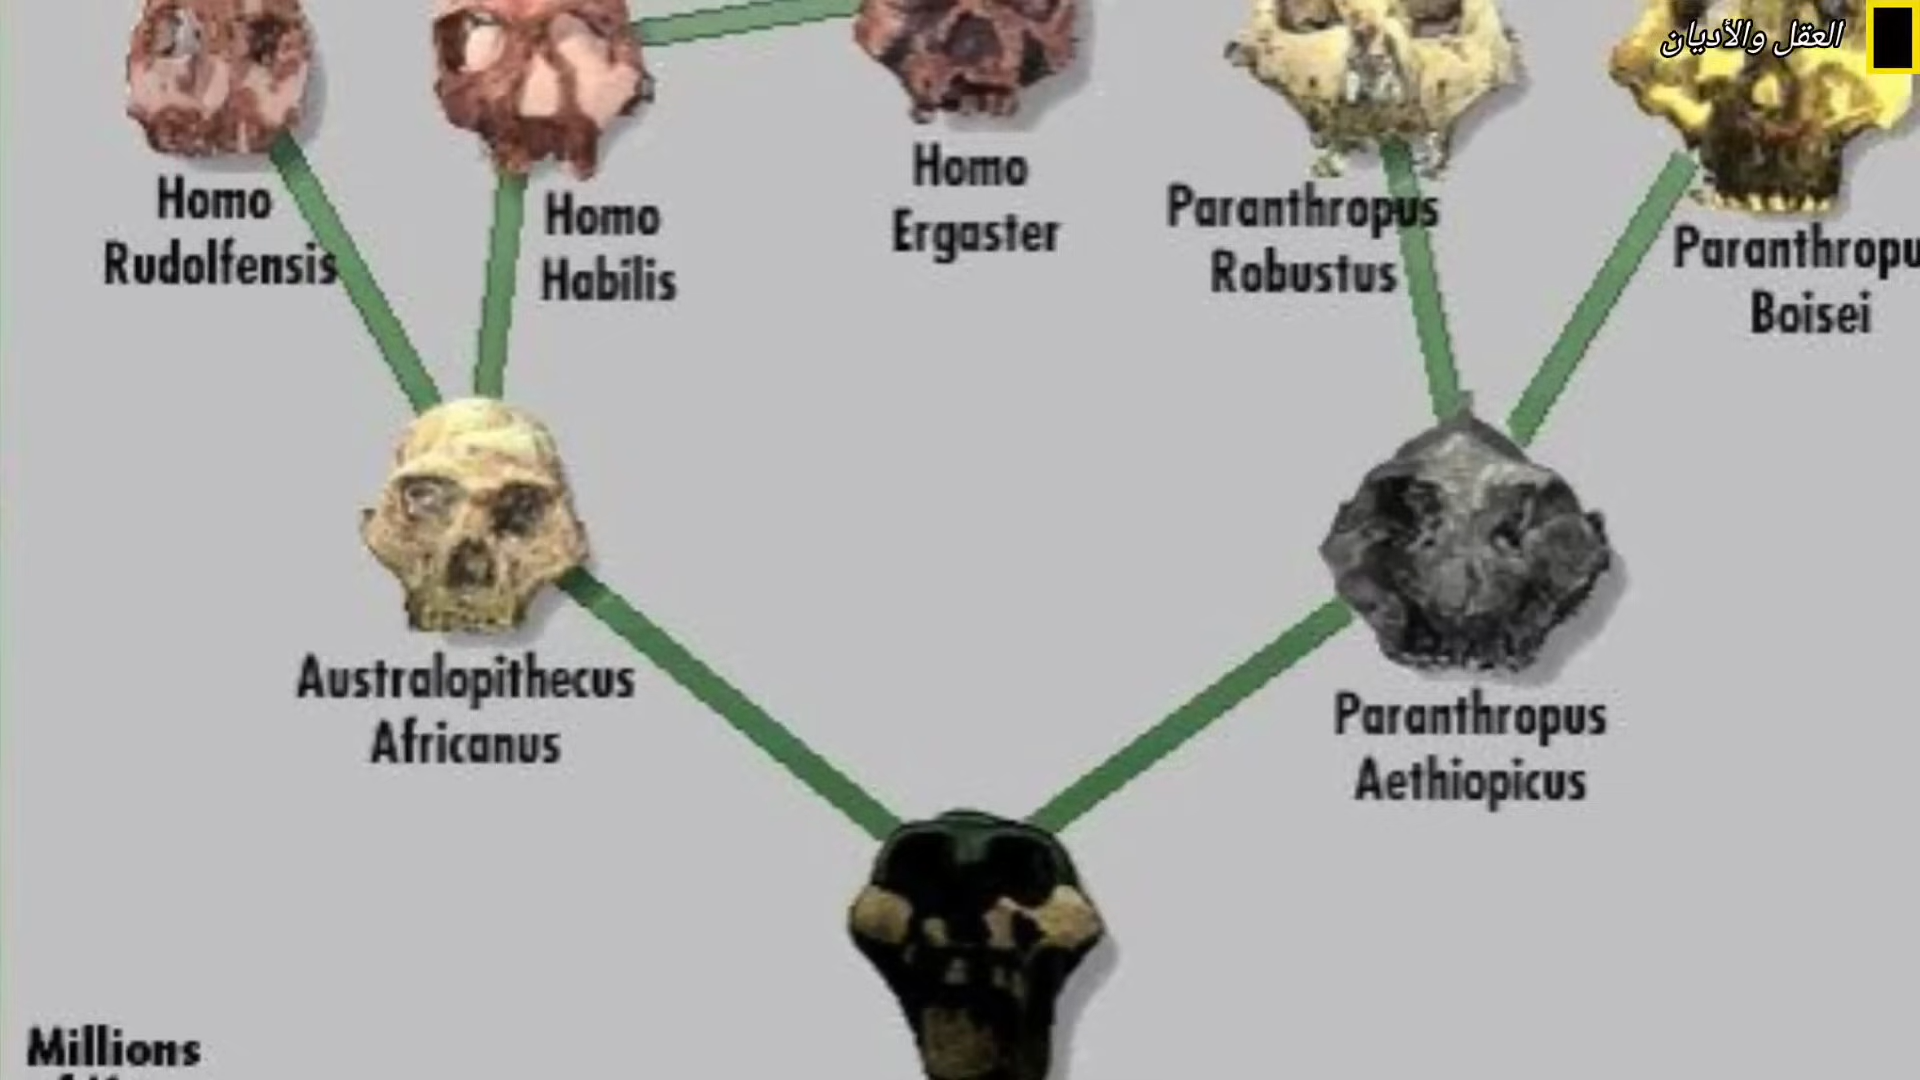 العقل والأديان
Homo
Rudolfensis
Homo
Habilis
Homo
Ergaster
Paranthropus
Robustus
Paranthropu
Boisei
Australopithecus
Africanus
Paranthropus
Aethiopicus
Millions